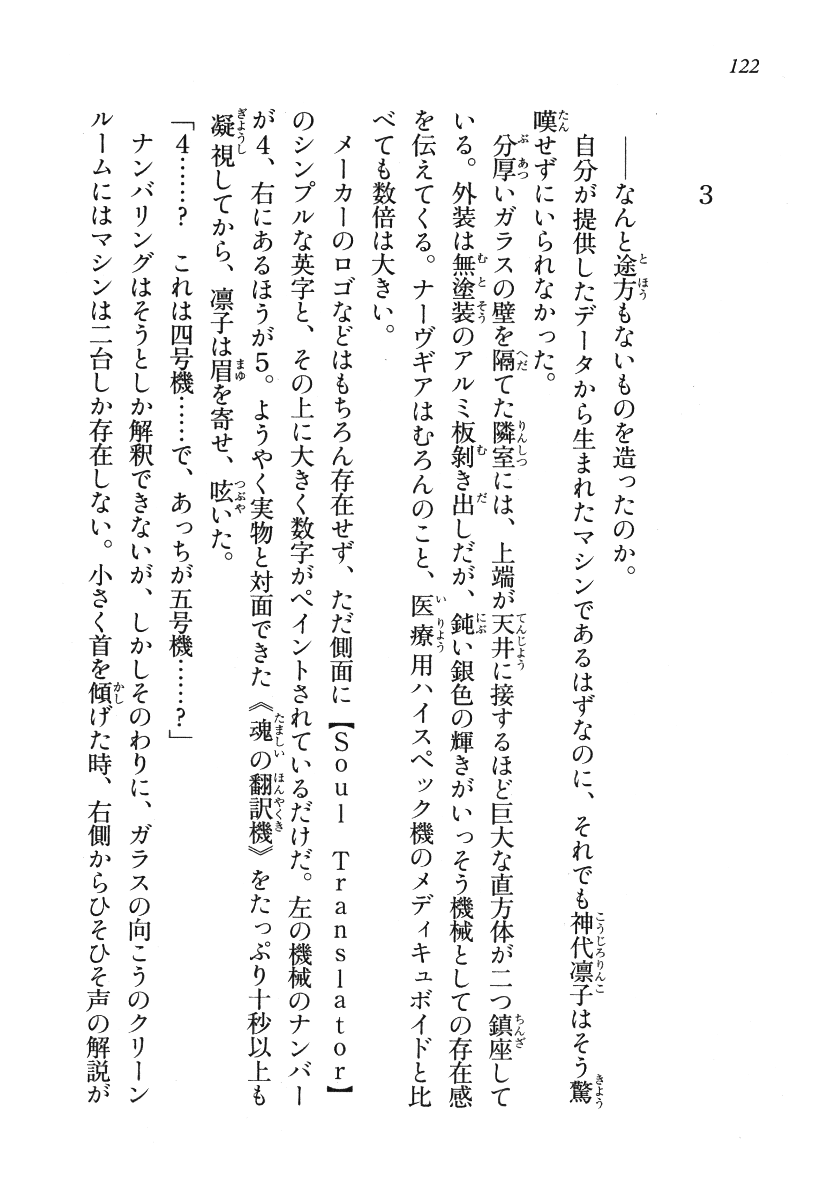 122
3
――なんと途方もないものを造ったのか。
自分が提供したデータから生まれたマシンであるはずなのに、それでも神代凛子はそう驚
嘆せずにいられなかった。
分厚いガラスの壁を隔てた隣室には、上端が天井に接するほど巨大な直方体が二つ鎮座して
いる。外装は無塗装のアルミ板剝き出しだが、鈍い銀色の輝きがいっそう機械としての存在感
を伝えてくる。ナーヴギアはむろんのこと、医療用ハイスペック機のメディキュボイドと比
べても数倍は大きい。
メーカーのロゴなどはもちろん存在せず、ただ側面に【Soul Translator】
のシンプルな英字と、その上に大きく数字がペイントされているだけだ。左の機械のナンバー
が4、右にあるほうが5。ようやく実物と対面できた《魂の翻訳機》をたっぷり十秒以上も
凝視してから、凛子は眉を寄せ、呟いた。
「4……？　これは四号機……で、あっちが五号機……？」
ナンバリングはそうとしか解釈できないが、しかしそのわりに、ガラスの向こうのクリーン
ルームにはマシンは二台しか存在しない。小さく首を傾げた時、右側からひそひそ声の解説が